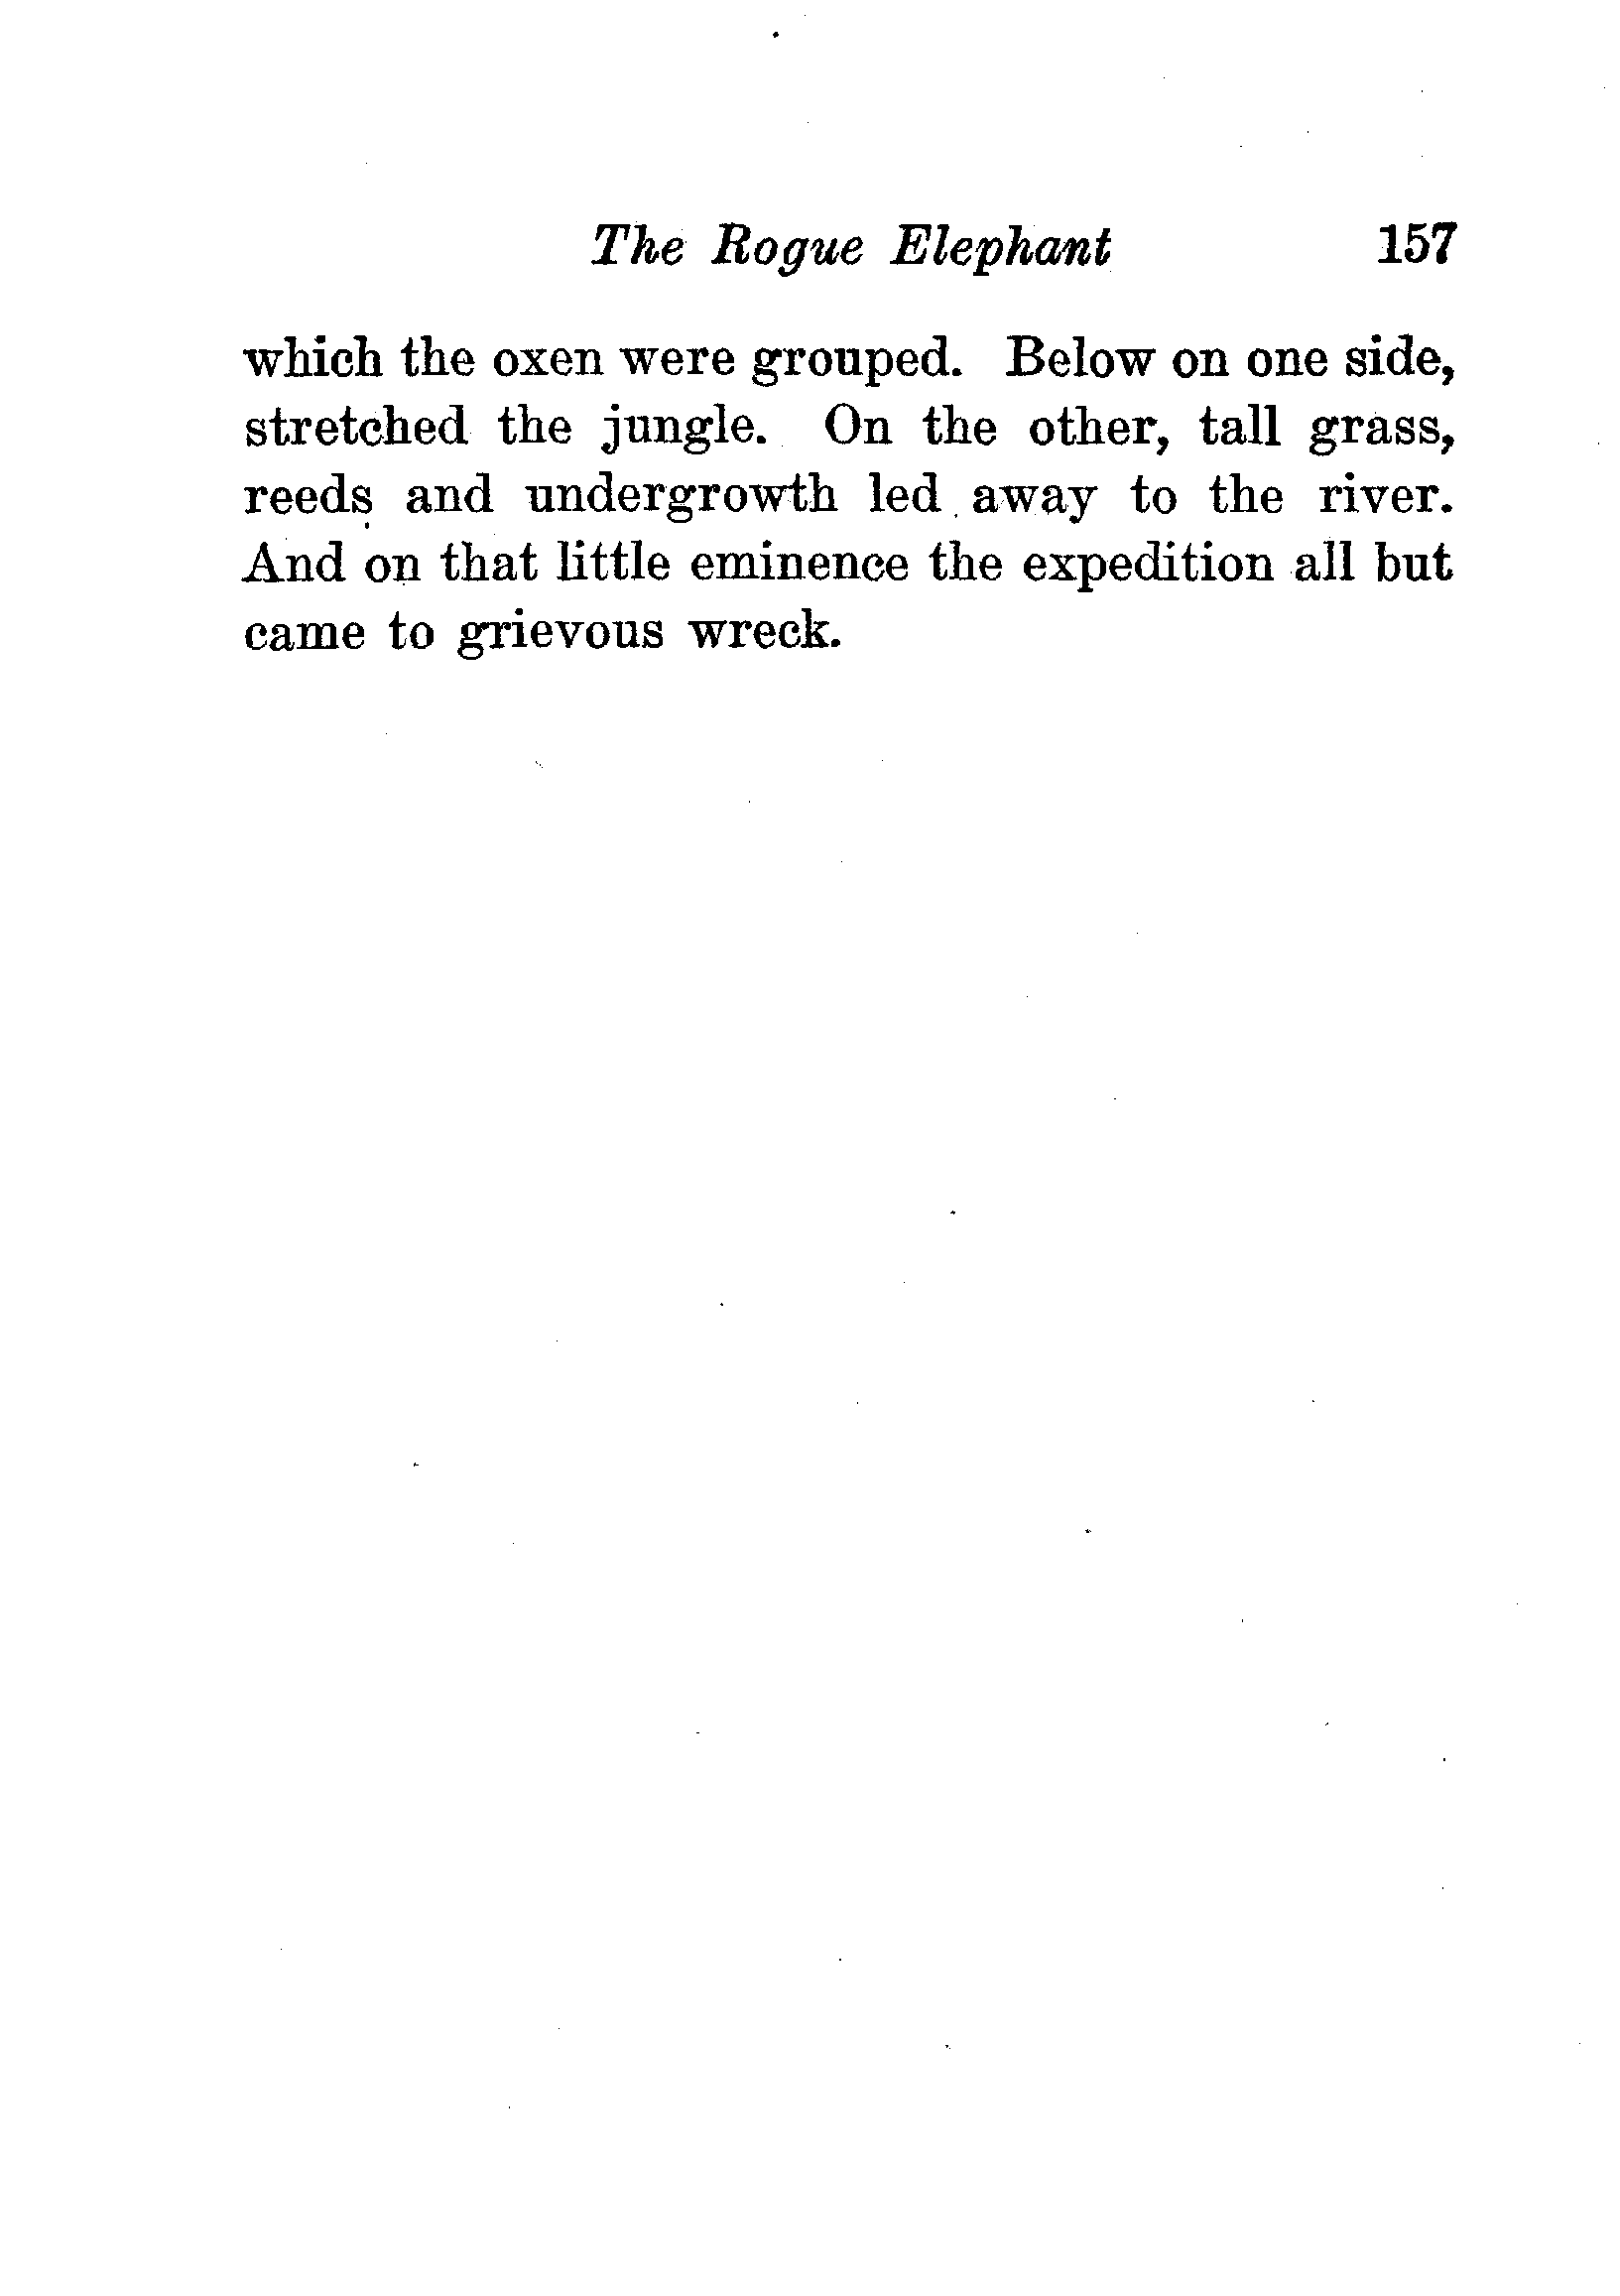 The Rogue Elephant 157
which the oxen were grouped. Below on one side,
stretched the jungle. On the other, tall grass,
reeds and undergrowth led away to the river.
And on that little eminence the expedition all but
came to grievous wreck.